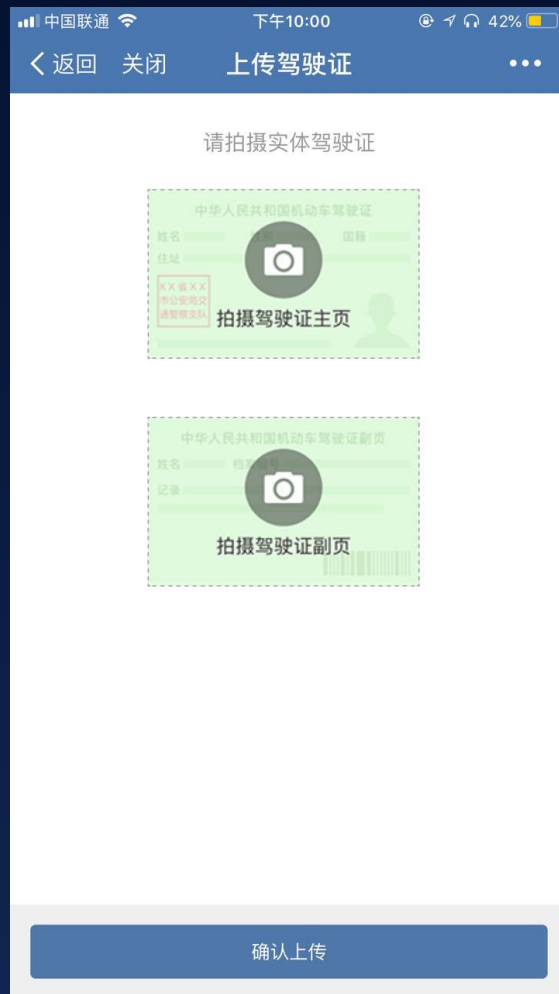 中国联通 下午10:00 42%
返回 关闭 上传驾驶证
请拍摄实体驾驶证
中华人民共和国机动车驾驶证
姓名 国籍
住址
XX省XX
市公安局交
通警察支队
拍摄驾驶证主页
中华人民共和国机动车驾驶证副页
姓名 档案编号
记录
拍摄驾驶证副页
确认上传